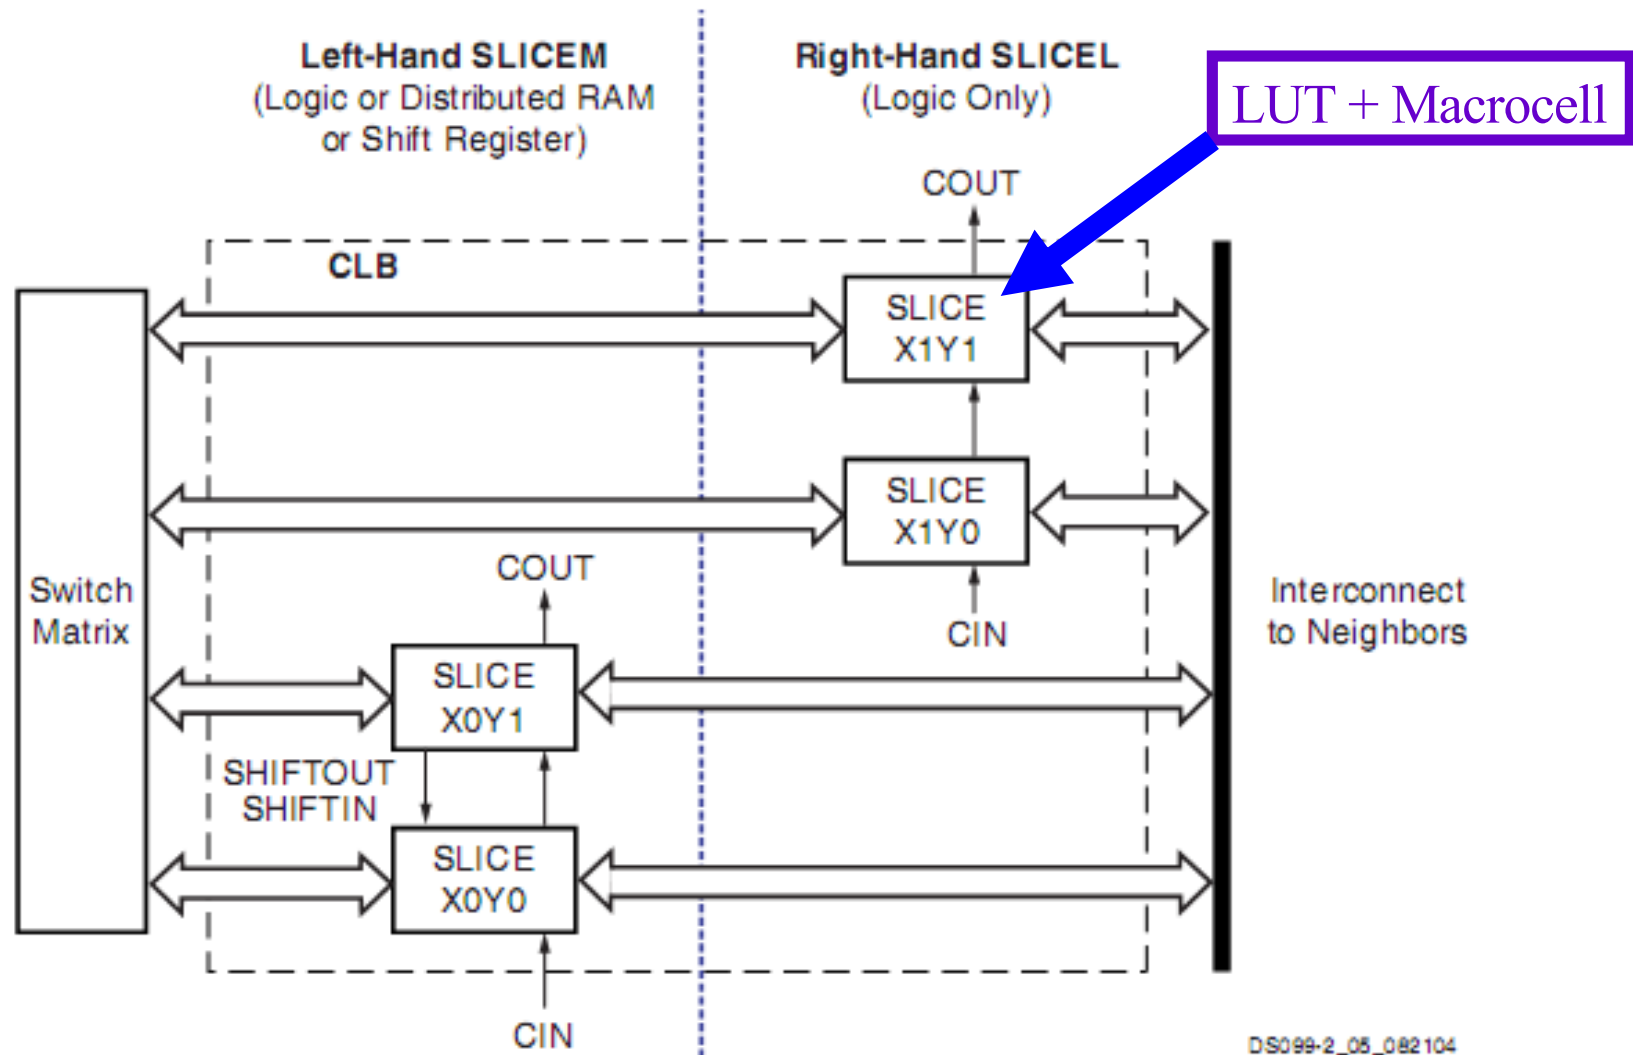 Left-Hand SLICEM
(Logic or Distributed RAM
or Shift Register)
Right-Hand SLICEL
(Logic Only)
LUT + Macrocell
COUT
CLB
SLICE
X1Y1
SLICE
X1Y0
CIN
COUT
Switch
Matrix
Interconnect
to Neighbors
SLICE
X0Y1
SHIFTOUT
SHIFTIN
SLICE
X0Y0
CIN
DS099-2_05_082104